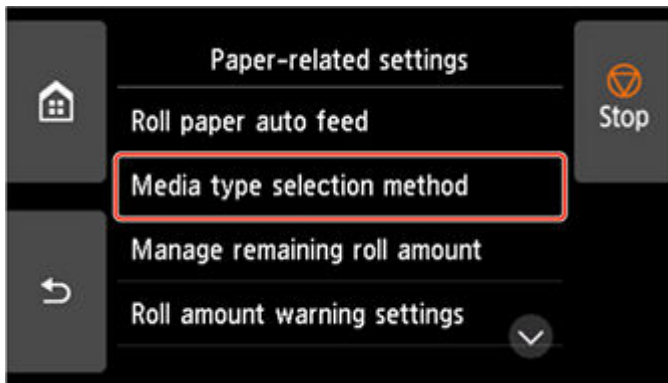 Paper-related settings
Roll paper auto feed
Stop
Media type selection method
Manage remaining roll amount
Roll amount warning settings